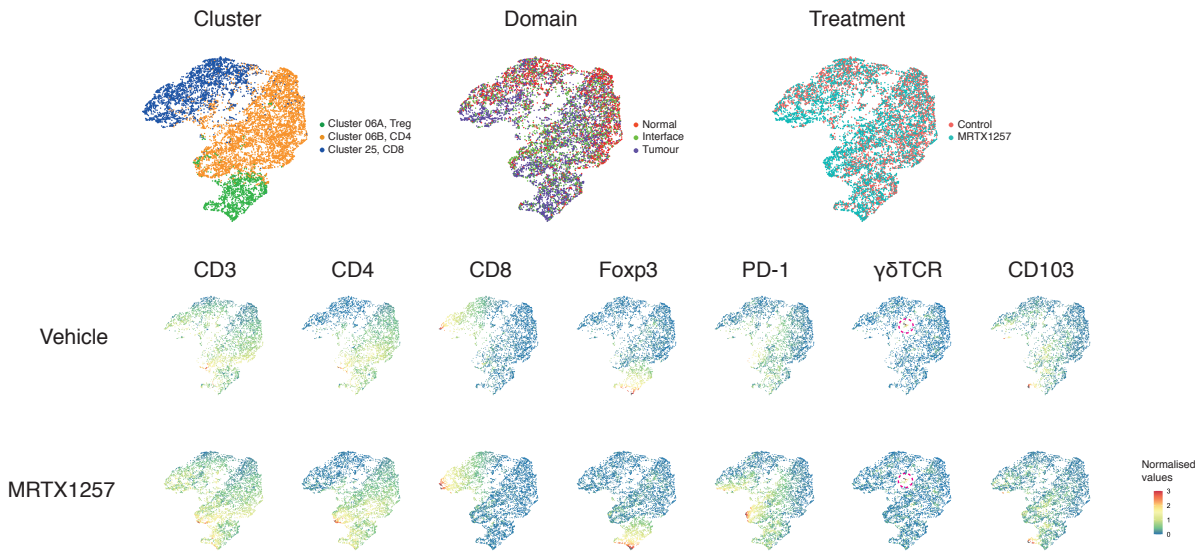 Cluster Domain Treatment
Cluster 06A, Treg
Cluster 06B, CD4
Cluster 25, CD8
Normal
Interface
Tumour
Control
MRTX1257
CD3 CD4 CD8 Foxp3 PD-1 γδTCR CD103
Vehicle
MRTX1257
Normalised
values
3
2
1
0